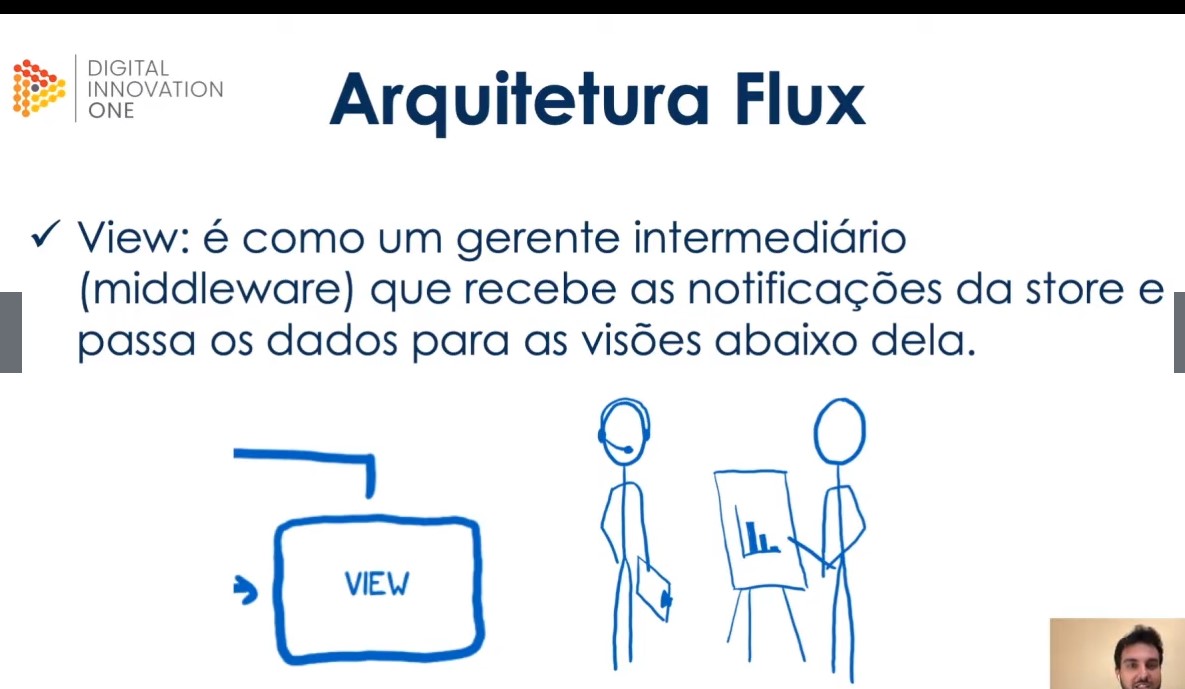 DIGITAL
INNOVATION
ONE
Arquitetura Flux
✓ View: é como um gerente intermediário
(middleware) que recebe as notificações da store e
passa os dados para as visões abaixo dela.
VIEW